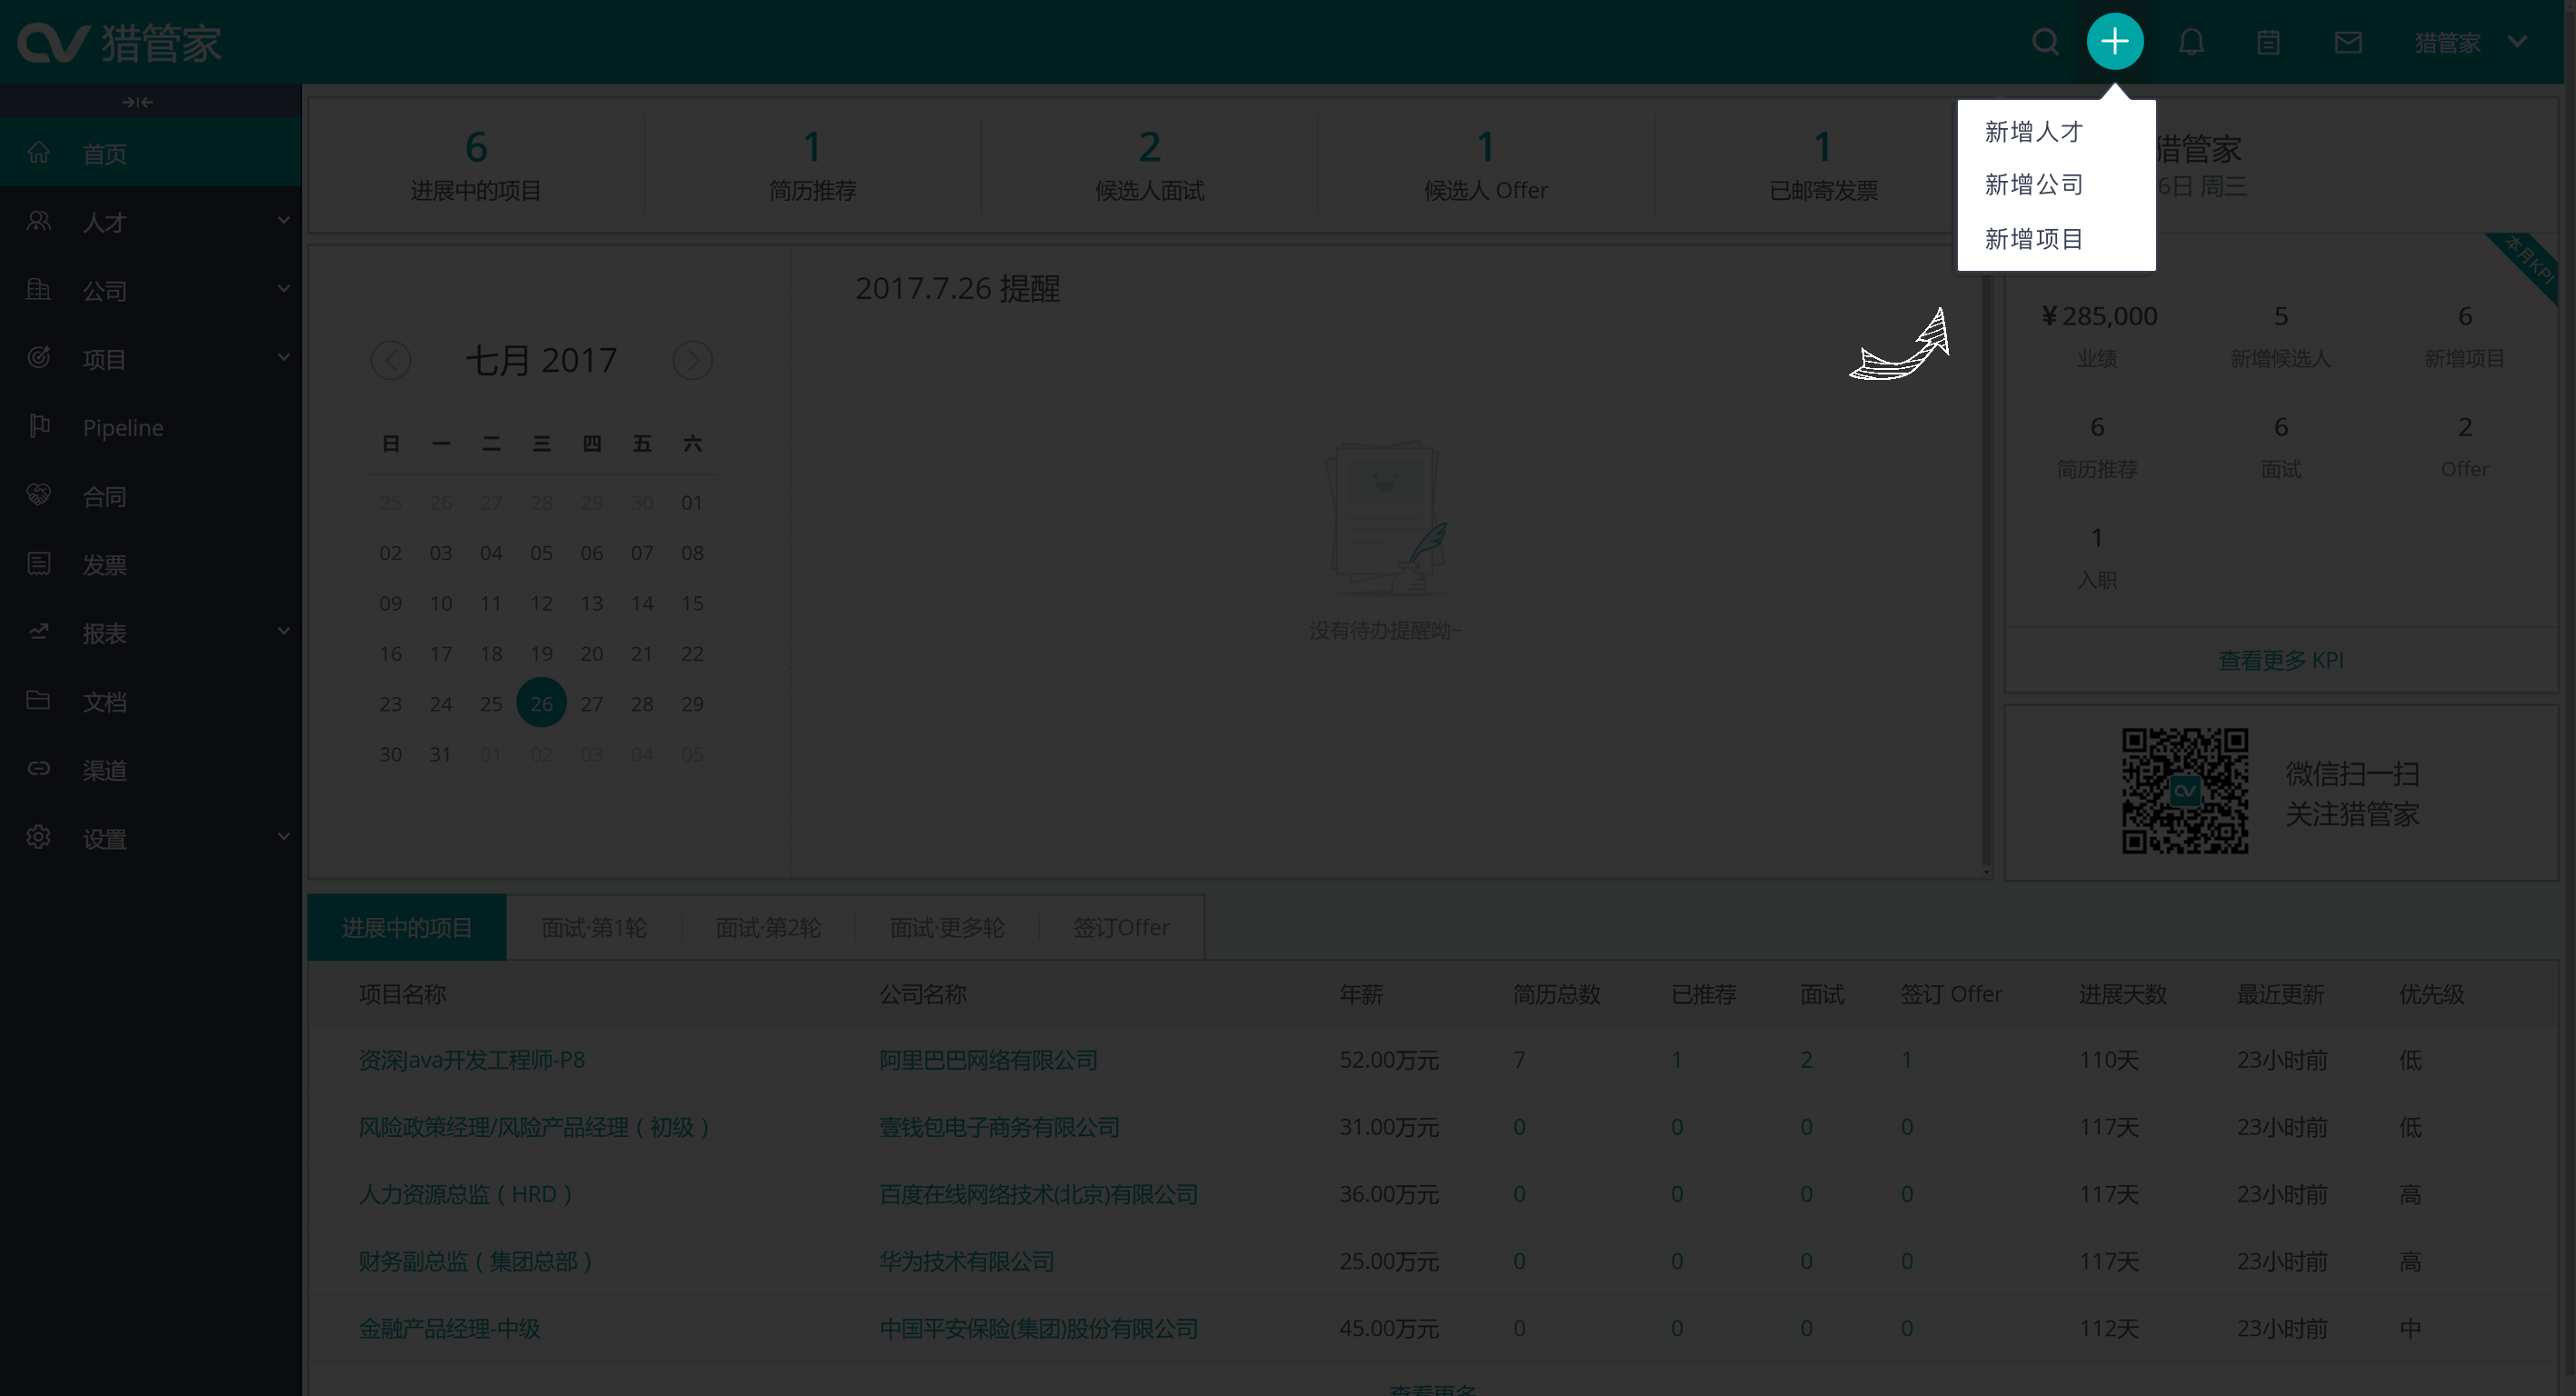 猎管家
猎管家
首页
人才
公司
项目
Pipeline
合同
发票
报表
文档
渠道
设置
6
进展中的项目
1
简历推荐
2
候选人面试
1
候选人 Offer
1
已邮寄发票
新增人才
新增公司
新增项目
猎管家
6日 周三
七月 2017
日 一 二 三 四 五 六
25 26 27 28 29 30 01
02 03 04 05 06 07 08
09 10 11 12 13 14 15
16 17 18 19 20 21 22
23 24 25 26 27 28 29
30 31 01 02 03 04 05
2017.7.26 提醒
没有待办提醒呦~
本月KPI
¥285,000 5 6
业绩 新增候选人 新增项目
6 6 2
简历推荐 面试 Offer
1
入职
查看更多 KPI
微信扫一扫
关注猎管家
进展中的项目 面试·第1轮 面试·第2轮 面试·更多轮 签订Offer
项目名称 公司名称 年薪 简历总数 已推荐 面试 签订 Offer 进展天数 最近更新 优先级
资深Java开发工程师-P8 阿里巴巴网络有限公司 52.00万元 7 1 2 1 110天 23小时前 低
风险政策经理/风险产品经理（初级） 壹钱包电子商务有限公司 31.00万元 0 0 0 0 117天 23小时前 低
人力资源总监（HRD） 百度在线网络技术(北京)有限公司 36.00万元 0 0 0 0 117天 23小时前 高
财务副总监（集团总部） 华为技术有限公司 25.00万元 0 0 0 0 117天 23小时前 高
金融产品经理-中级 中国平安保险(集团)股份有限公司 45.00万元 0 0 0 0 112天 23小时前 中
查看更多